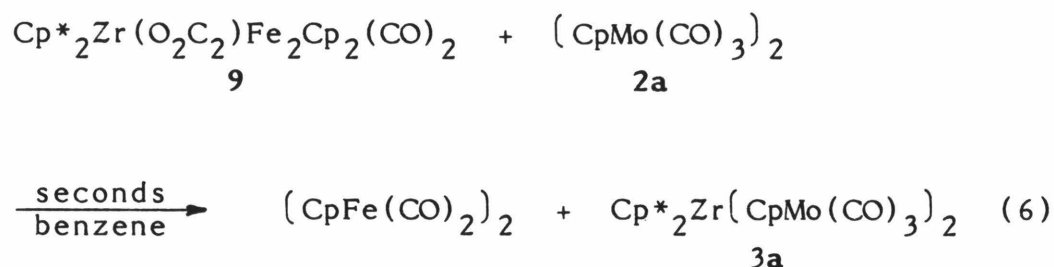 Cp*₂Zr(O₂C₂)Fe₂Cp₂(CO)₂ + (CpMo(CO)₃)₂
9 2a
seconds
benzene
(CpFe(CO)₂)₂ + Cp*₂Zr(CpMo(CO)₃)₂ (6)
3a